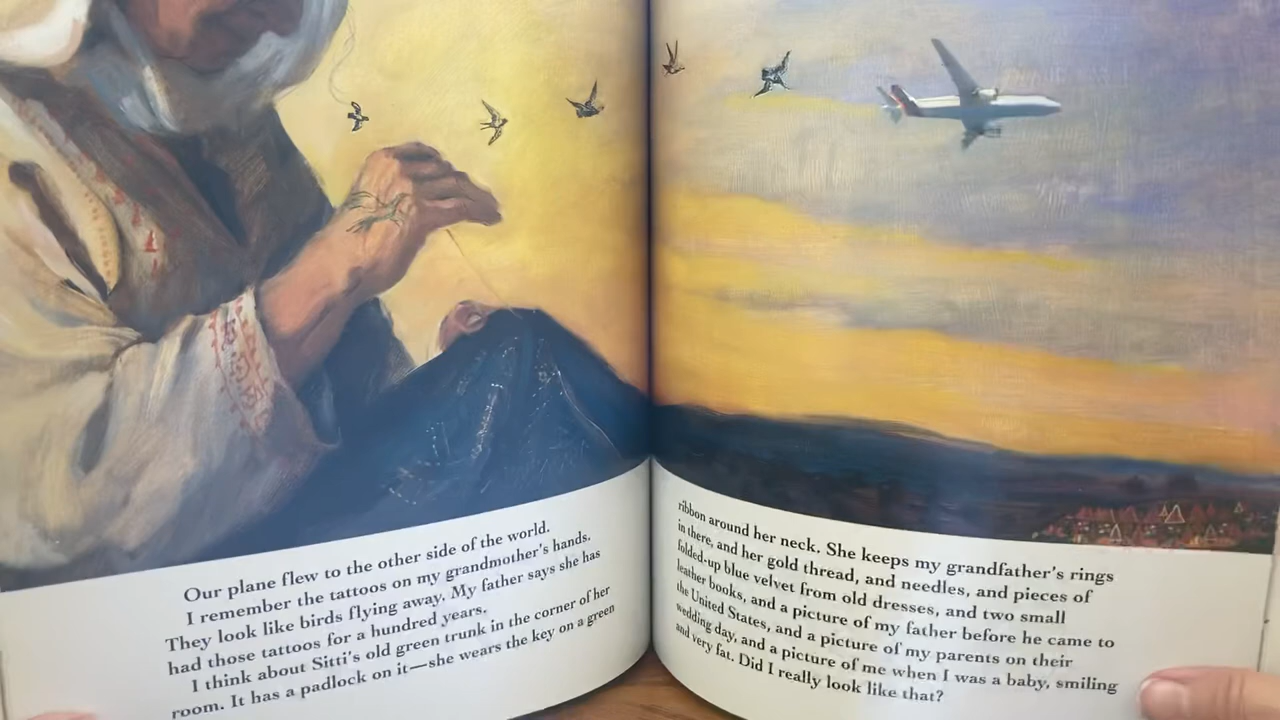 Our plane flew to the other side of the world.
I remember the tattoos on my grandmother's hands.
They look like birds flying away. My father says she has
had those tattoos for a hundred years.
I think about Sitti's old green trunk in the corner of her
room. It has a padlock on it—she wears the key on a green
ribbon around her neck. She keeps my grandfather's rings
in there, and her gold thread, and needles, and pieces of
folded-up blue velvet from old dresses, and two small
leather books, and a picture of my father before he came to
the United States, and a picture of my parents on their
wedding day, and a picture of me when I was a baby, smiling
and very fat. Did I really look like that?